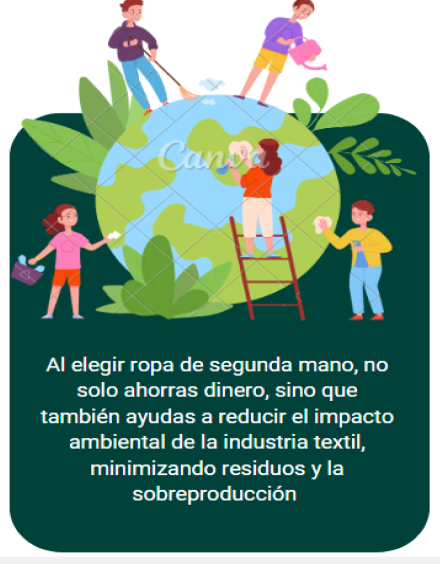 Canva
Al elegir ropa de segunda mano, no
solo ahorras dinero, sino que
también ayudas a reducir el impacto
ambiental de la industria textil,
minimizando residuos y la
sobreproducción